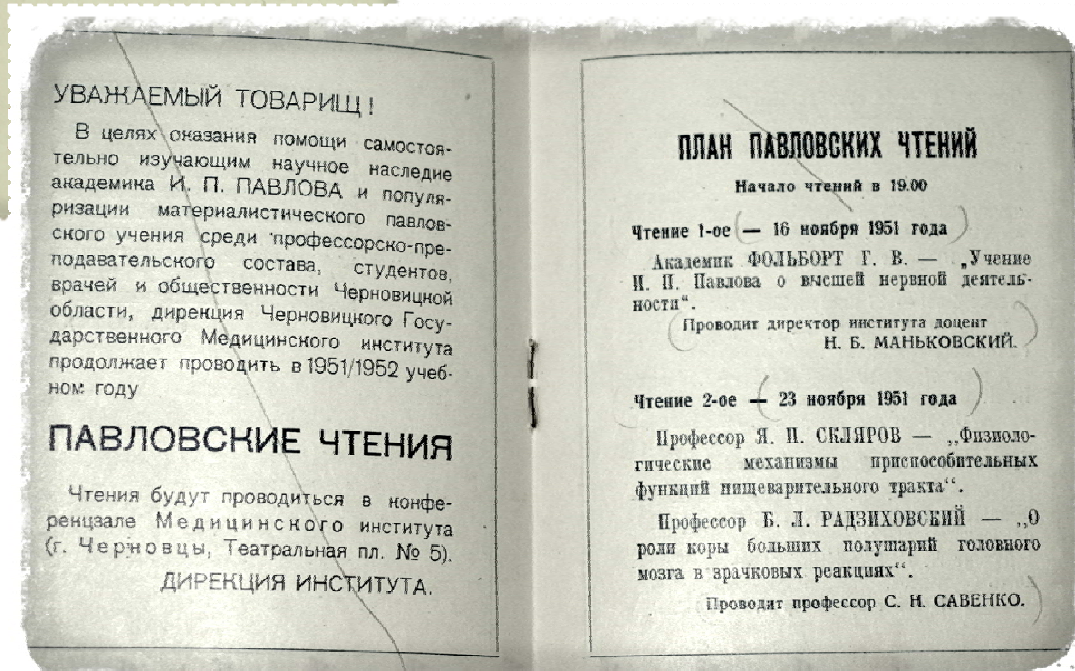 УВАЖАЕМЫЙ ТОВАРИЩ!
В целях оказания помощи самостоя-
тельно изучающим научное наследие
академика И. П. ПАВЛОВА и популя-
ризации материалистического павлов-
ского учения среди профессорско-пре-
подавательского состава, студентов,
врачей и общественности Черновицкой
области, дирекция Черновицкого Госу-
дарственного Медицинского института
продолжает проводить в 1951/1952 учеб-
ном году
ПАВЛОВСКИЕ ЧТЕНИЯ
Чтения будут проводиться в конфе-
ренцзале Медицинского института
(г. Черновцы, Театральная пл. № 5).
ДИРЕКЦИЯ ИНСТИТУТА.
ПЛАН ПАВЛОВСКИХ ЧТЕНИЙ
Начало чтений в 19.00
Чтение 1-ое — 16 ноября 1951 года
Академик ФОЛЬБОРТ Г. В. — „Учение
И. П. Павлова о высшей нервной деятель-
ности“.
Проводит директор института доцент
Н. Б. МАНЬКОВСКИЙ.
Чтение 2-ое — 23 ноября 1951 года
Профессор Я. П. СКЛЯРОВ — „Физиоло-
гические механизмы приспособительных
функций пищеварительного тракта“.
Профессор Б. Л. РАДЗИХОВСКИЙ — „О
роли коры больших полушарий головного
мозга в зрачковых реакциях“.
Проводит профессор С. Н. САВЕНКО.